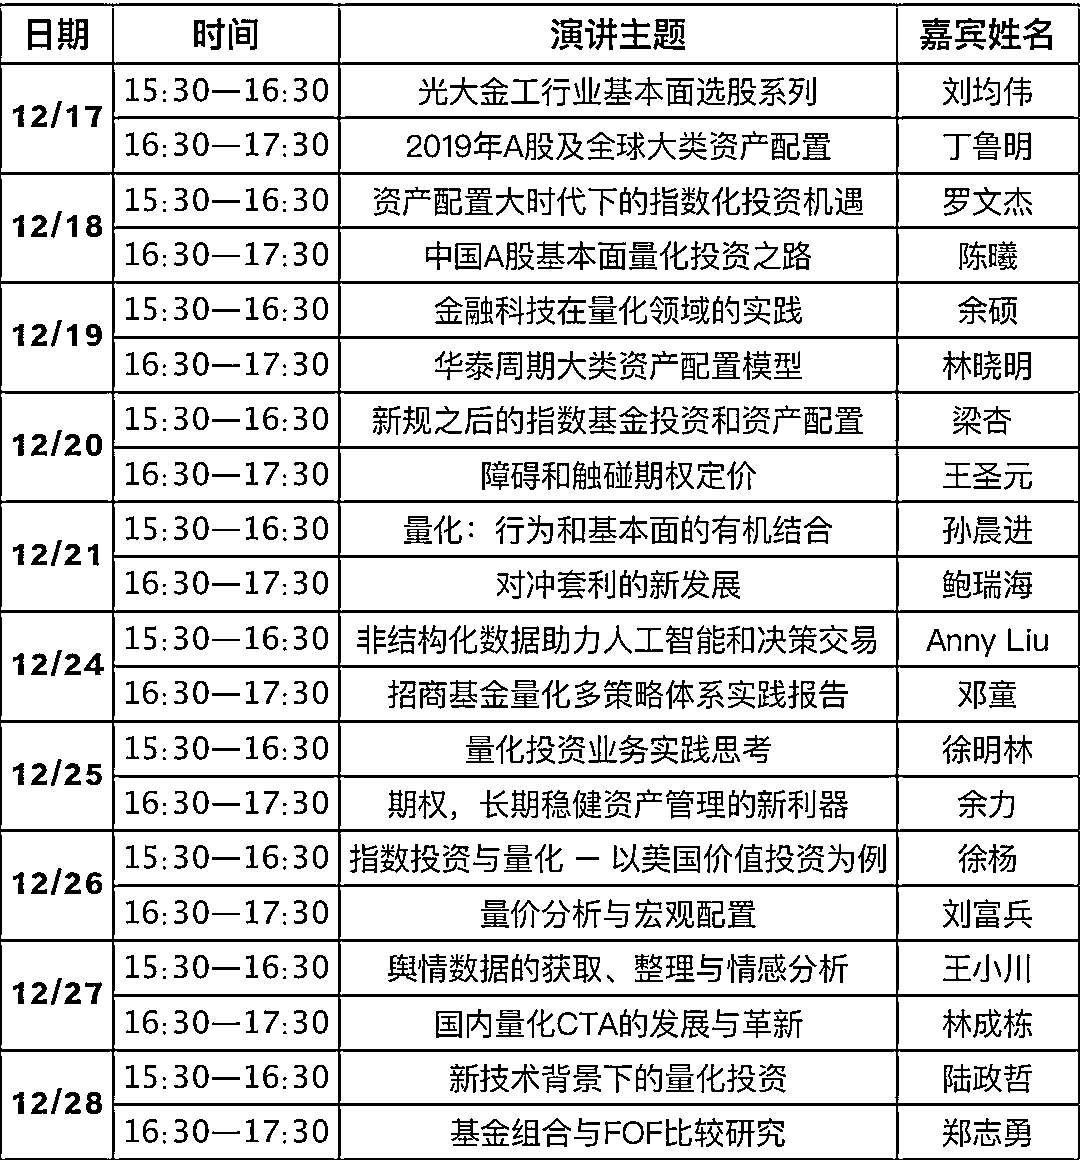 日期 时间 演讲主题 嘉宾姓名
12/17 15:30—16:30 光大金工行业基本面选股系列 刘均伟
16:30—17:30 2019年A股及全球大类资产配置 丁鲁明
12/18 15:30—16:30 资产配置大时代下的指数化投资机遇 罗文杰
16:30—17:30 中国A股基本面量化投资之路 陈曦
12/19 15:30—16:30 金融科技在量化领域的实践 余硕
16:30—17:30 华泰周期大类资产配置模型 林晓明
12/20 15:30—16:30 新规之后的指数基金投资和资产配置 梁杏
16:30—17:30 障碍和触碰期权定价 王圣元
12/21 15:30—16:30 量化：行为和基本面的有机结合 孙晨进
16:30—17:30 对冲套利的新发展 鲍瑞海
12/24 15:30—16:30 非结构化数据助力人工智能和决策交易 Anny Liu
16:30—17:30 招商基金量化多策略体系实践报告 邓童
12/25 15:30—16:30 量化投资业务实践思考 徐明林
16:30—17:30 期权，长期稳健资产管理的新利器 余力
12/26 15:30—16:30 指数投资与量化 — 以美国价值投资为例 徐杨
16:30—17:30 量价分析与宏观配置 刘富兵
12/27 15:30—16:30 舆情数据的获取、整理与情感分析 王小川
16:30—17:30 国内量化CTA的发展与革新 林成栋
12/28 15:30—16:30 新技术背景下的量化投资 陆政哲
16:30—17:30 基金组合与FOF比较研究 郑志勇